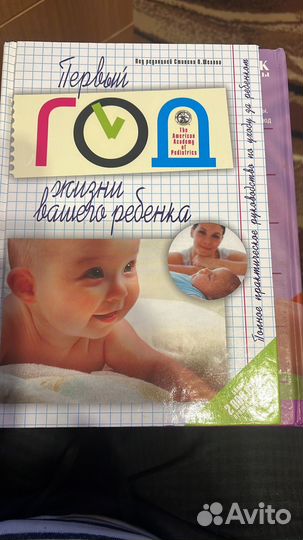 Под редакцией Стивена П. Шелова
Первый
ГОД
The
American
Academy
of
Pediatrics
жизни
вашего ребенка
Полное практическое руководство по уходу за ребенком
Avito